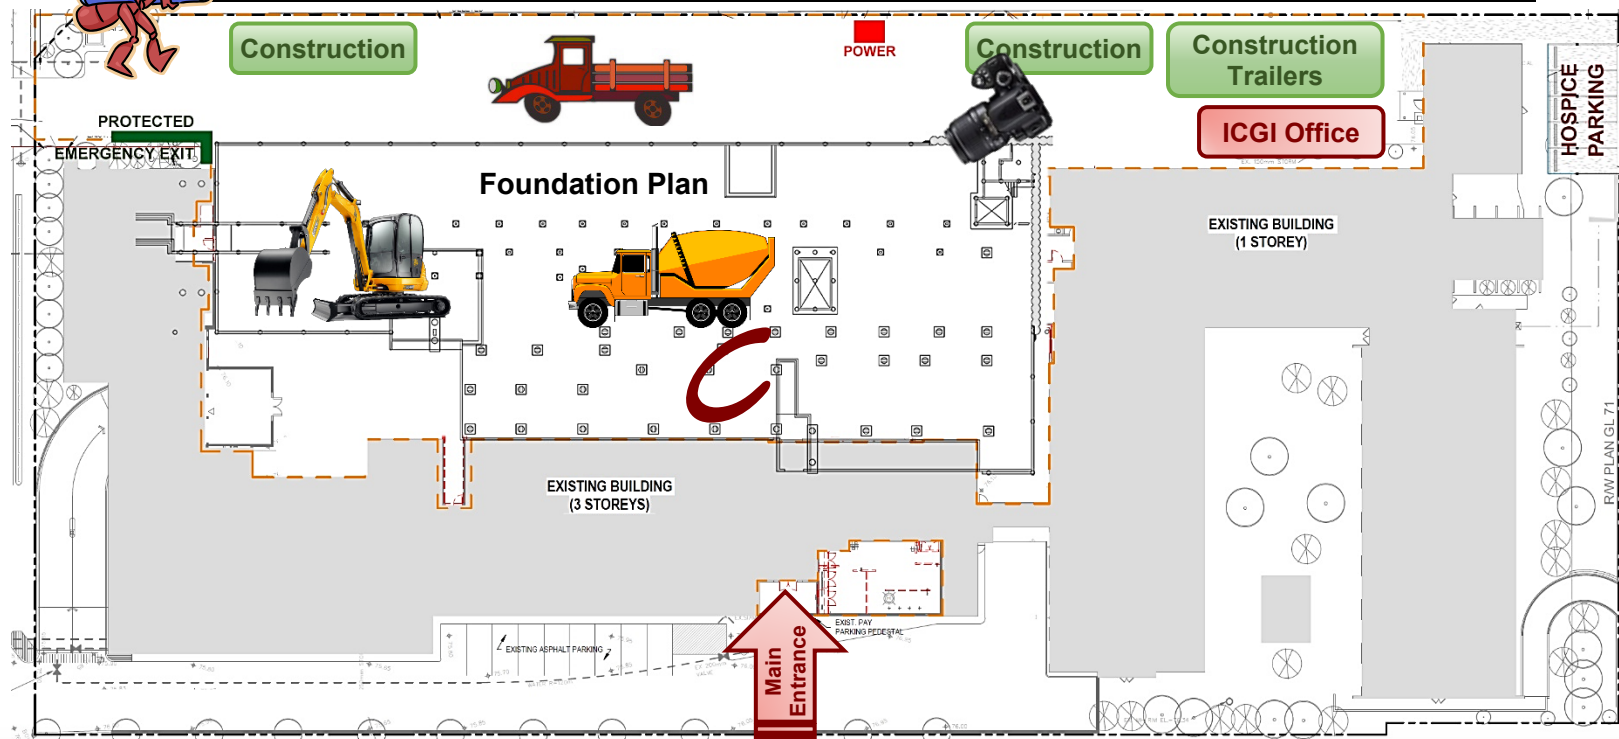 Construction
POWER
Construction
Construction
Trailers
ICGI Office
HOSPICE
PARKING
PROTECTED
EMERGENCY EXIT
Foundation Plan
EXISTING BUILDING
(1 STOREY)
EXISTING BUILDING
(3 STOREYS)
R/W PLAN GL 71
EXIST. PAY
PARKING PEDESTAL
EXISTING ASPHALT PARKING
Main
Entrance